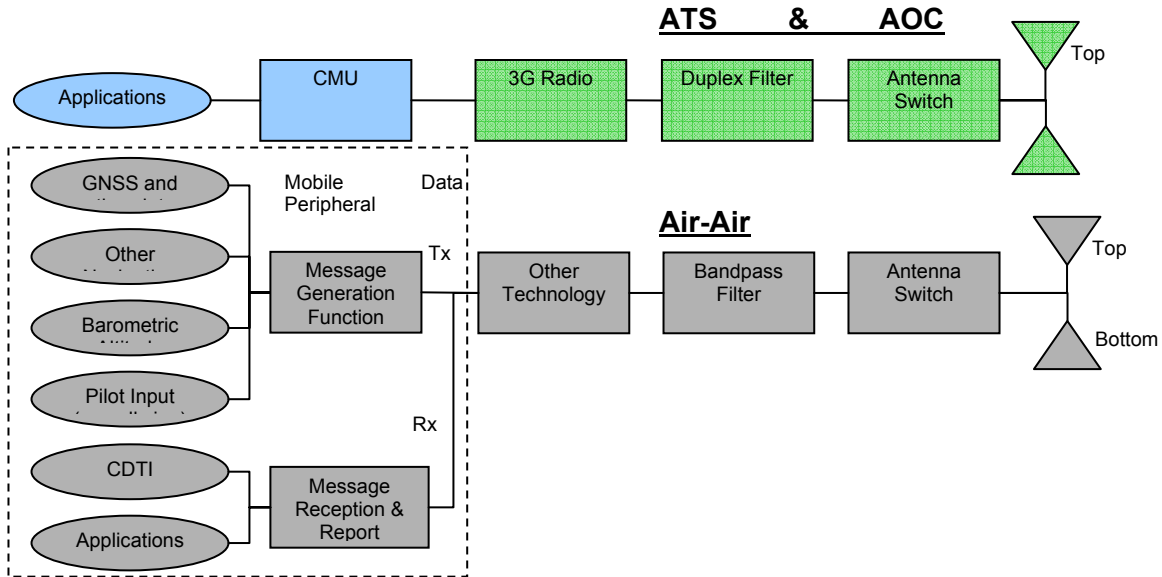 ATS & AOC
Applications
CMU
3G Radio
Duplex Filter
Antenna
Switch
Top
GNSS and
Mobile Data
Peripheral
Other
Barometric
Pilot Input
CDTI
Applications
Tx
Message
Generation
Function
Rx
Message
Reception &
Report
Air-Air
Other
Technology
Bandpass
Filter
Antenna
Switch
Top
Bottom